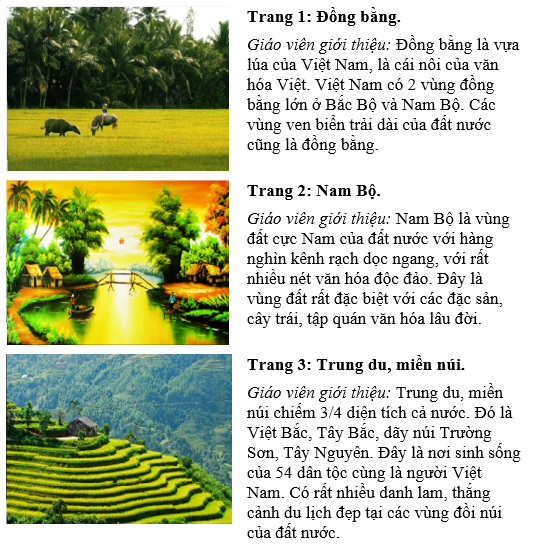 Trang 1: Đồng bằng.
Giáo viên giới thiệu: Đồng bằng là vựa
lúa của Việt Nam, là cái nôi của văn
hóa Việt. Việt Nam có 2 vùng đồng
bằng lớn ở Bắc Bộ và Nam Bộ. Các
vùng ven biển trải dài của đất nước
cũng là đồng bằng.
Trang 2: Nam Bộ.
Giáo viên giới thiệu: Nam Bộ là vùng
đất cực Nam của đất nước với hàng
nghìn kênh rạch dọc ngang, với rất
nhiều nét văn hóa độc đảo. Đây là
vùng đất rất đặc biệt với các đặc sản,
cây trái, tập quán văn hóa lâu đời.
Trang 3: Trung du, miền núi.
Giáo viên giới thiệu: Trung du, miền
núi chiếm 3/4 diện tích cả nước. Đó là
Việt Bắc, Tây Bắc, dãy núi Trường
Sơn, Tây Nguyên. Đây là nơi sinh sống
của 54 dân tộc cùng là người Việt
Nam. Có rất nhiều danh lam, thắng
cảnh du lịch đẹp tại các vùng đồi núi
của đất nước.